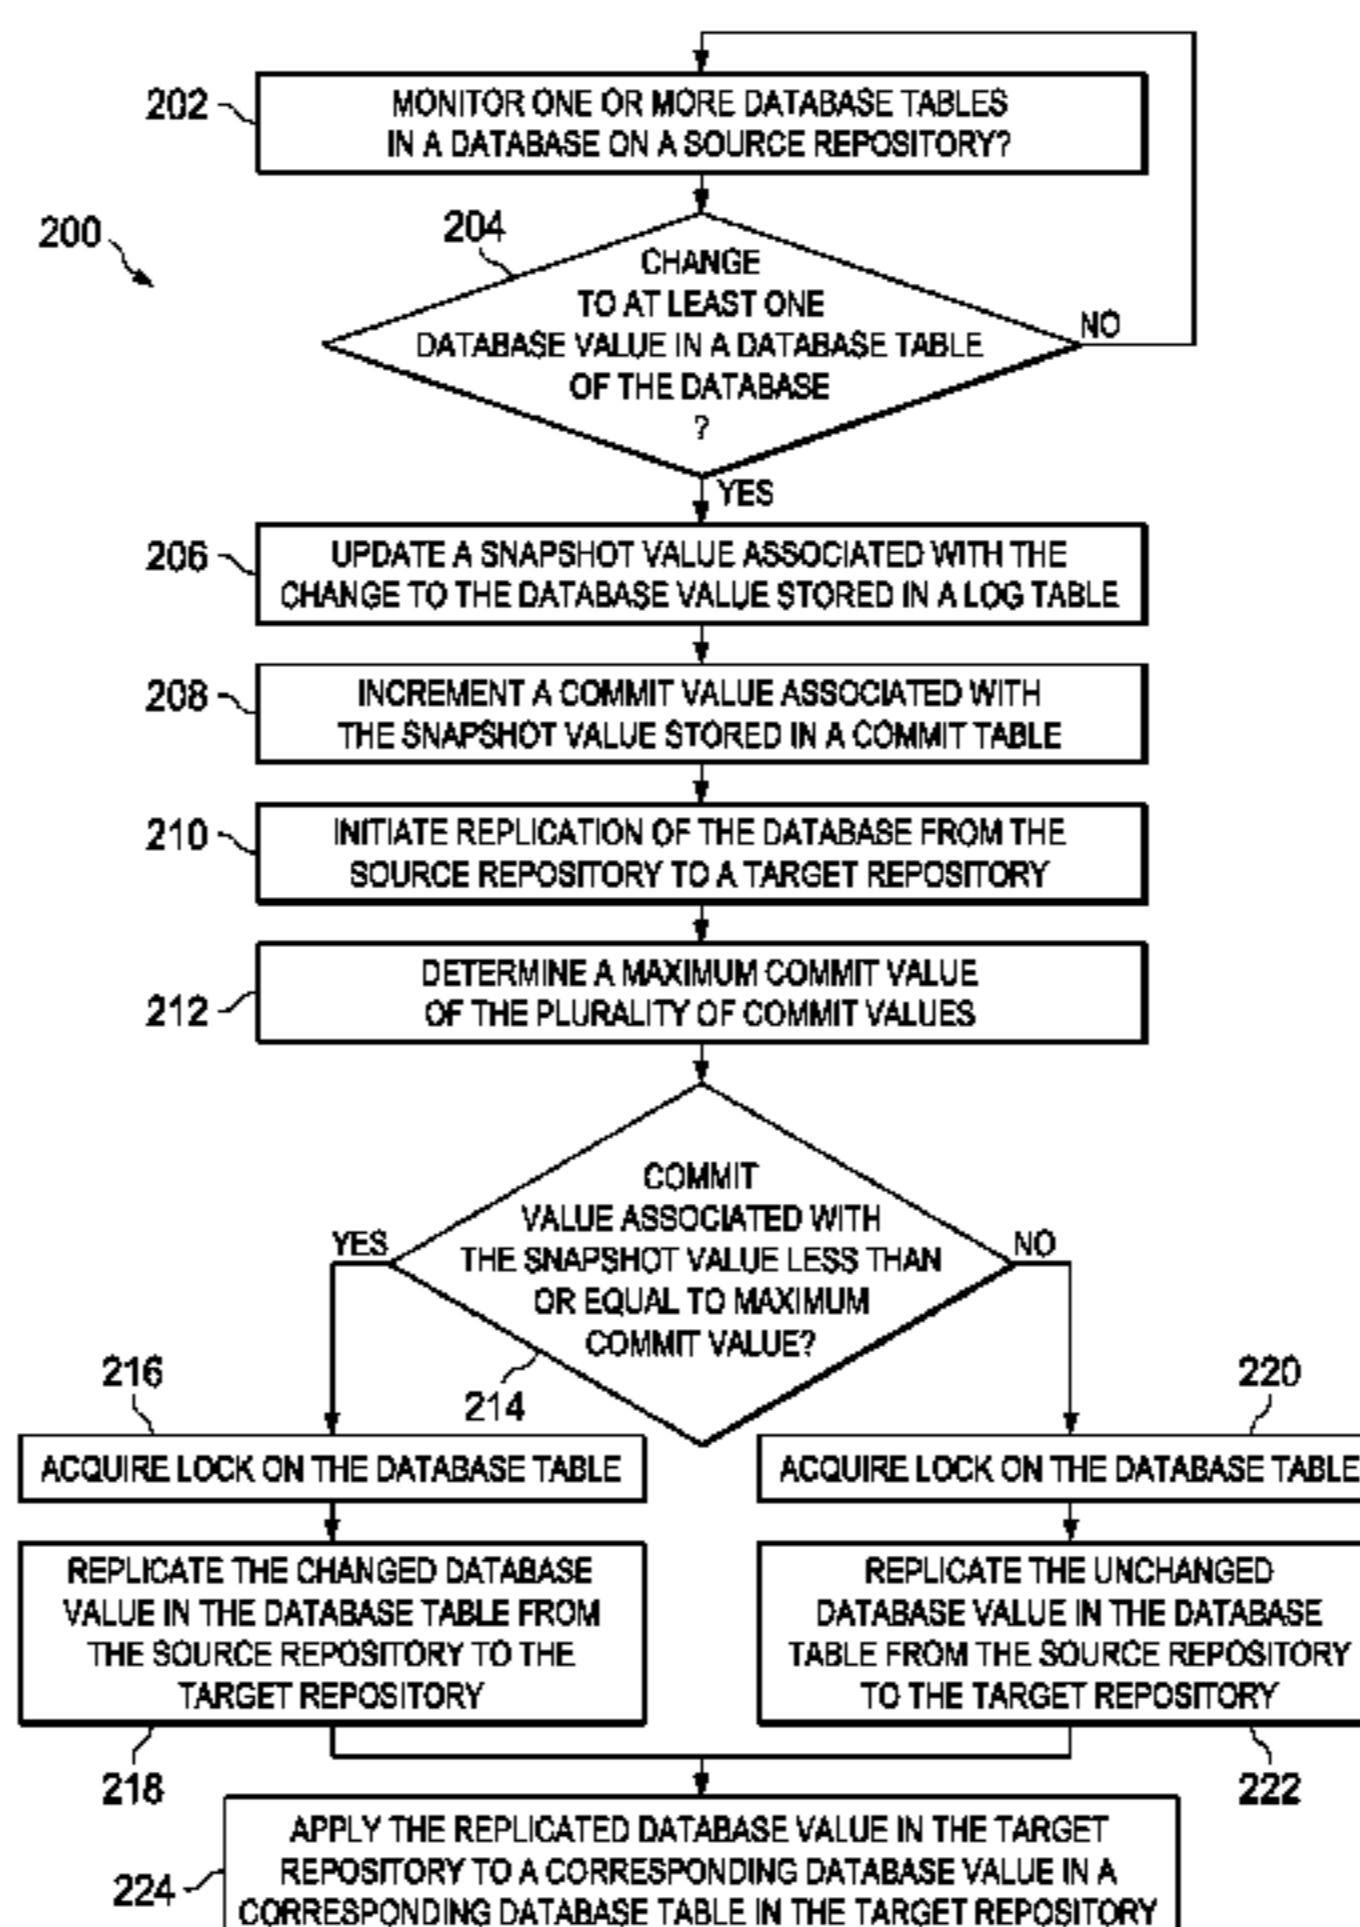 202
MONITOR ONE OR MORE DATABASE TABLES
IN A DATABASE ON A SOURCE REPOSITORY?
200
204
CHANGE
TO AT LEAST ONE
DATABASE VALUE IN A DATABASE TABLE
OF THE DATABASE
?
NO
YES
206
UPDATE A SNAPSHOT VALUE ASSOCIATED WITH THE
CHANGE TO THE DATABASE VALUE STORED IN A LOG TABLE
208
INCREMENT A COMMIT VALUE ASSOCIATED WITH
THE SNAPSHOT VALUE STORED IN A COMMIT TABLE
210
INITIATE REPLICATION OF THE DATABASE FROM THE
SOURCE REPOSITORY TO A TARGET REPOSITORY
212
DETERMINE A MAXIMUM COMMIT VALUE
OF THE PLURALITY OF COMMIT VALUES
COMMIT
VALUE ASSOCIATED WITH
THE SNAPSHOT VALUE LESS THAN
OR EQUAL TO MAXIMUM
COMMIT VALUE?
YES
NO
214
216
ACQUIRE LOCK ON THE DATABASE TABLE
REPLICATE THE CHANGED DATABASE
VALUE IN THE DATABASE TABLE FROM
THE SOURCE REPOSITORY TO THE
TARGET REPOSITORY
218
220
ACQUIRE LOCK ON THE DATABASE TABLE
REPLICATE THE UNCHANGED
DATABASE VALUE IN THE DATABASE
TABLE FROM THE SOURCE REPOSITORY
TO THE TARGET REPOSITORY
222
224
APPLY THE REPLICATED DATABASE VALUE IN THE TARGET
REPOSITORY TO A CORRESPONDING DATABASE VALUE IN A
CORRESPONDING DATABASE TABLE IN THE TARGET REPOSITORY